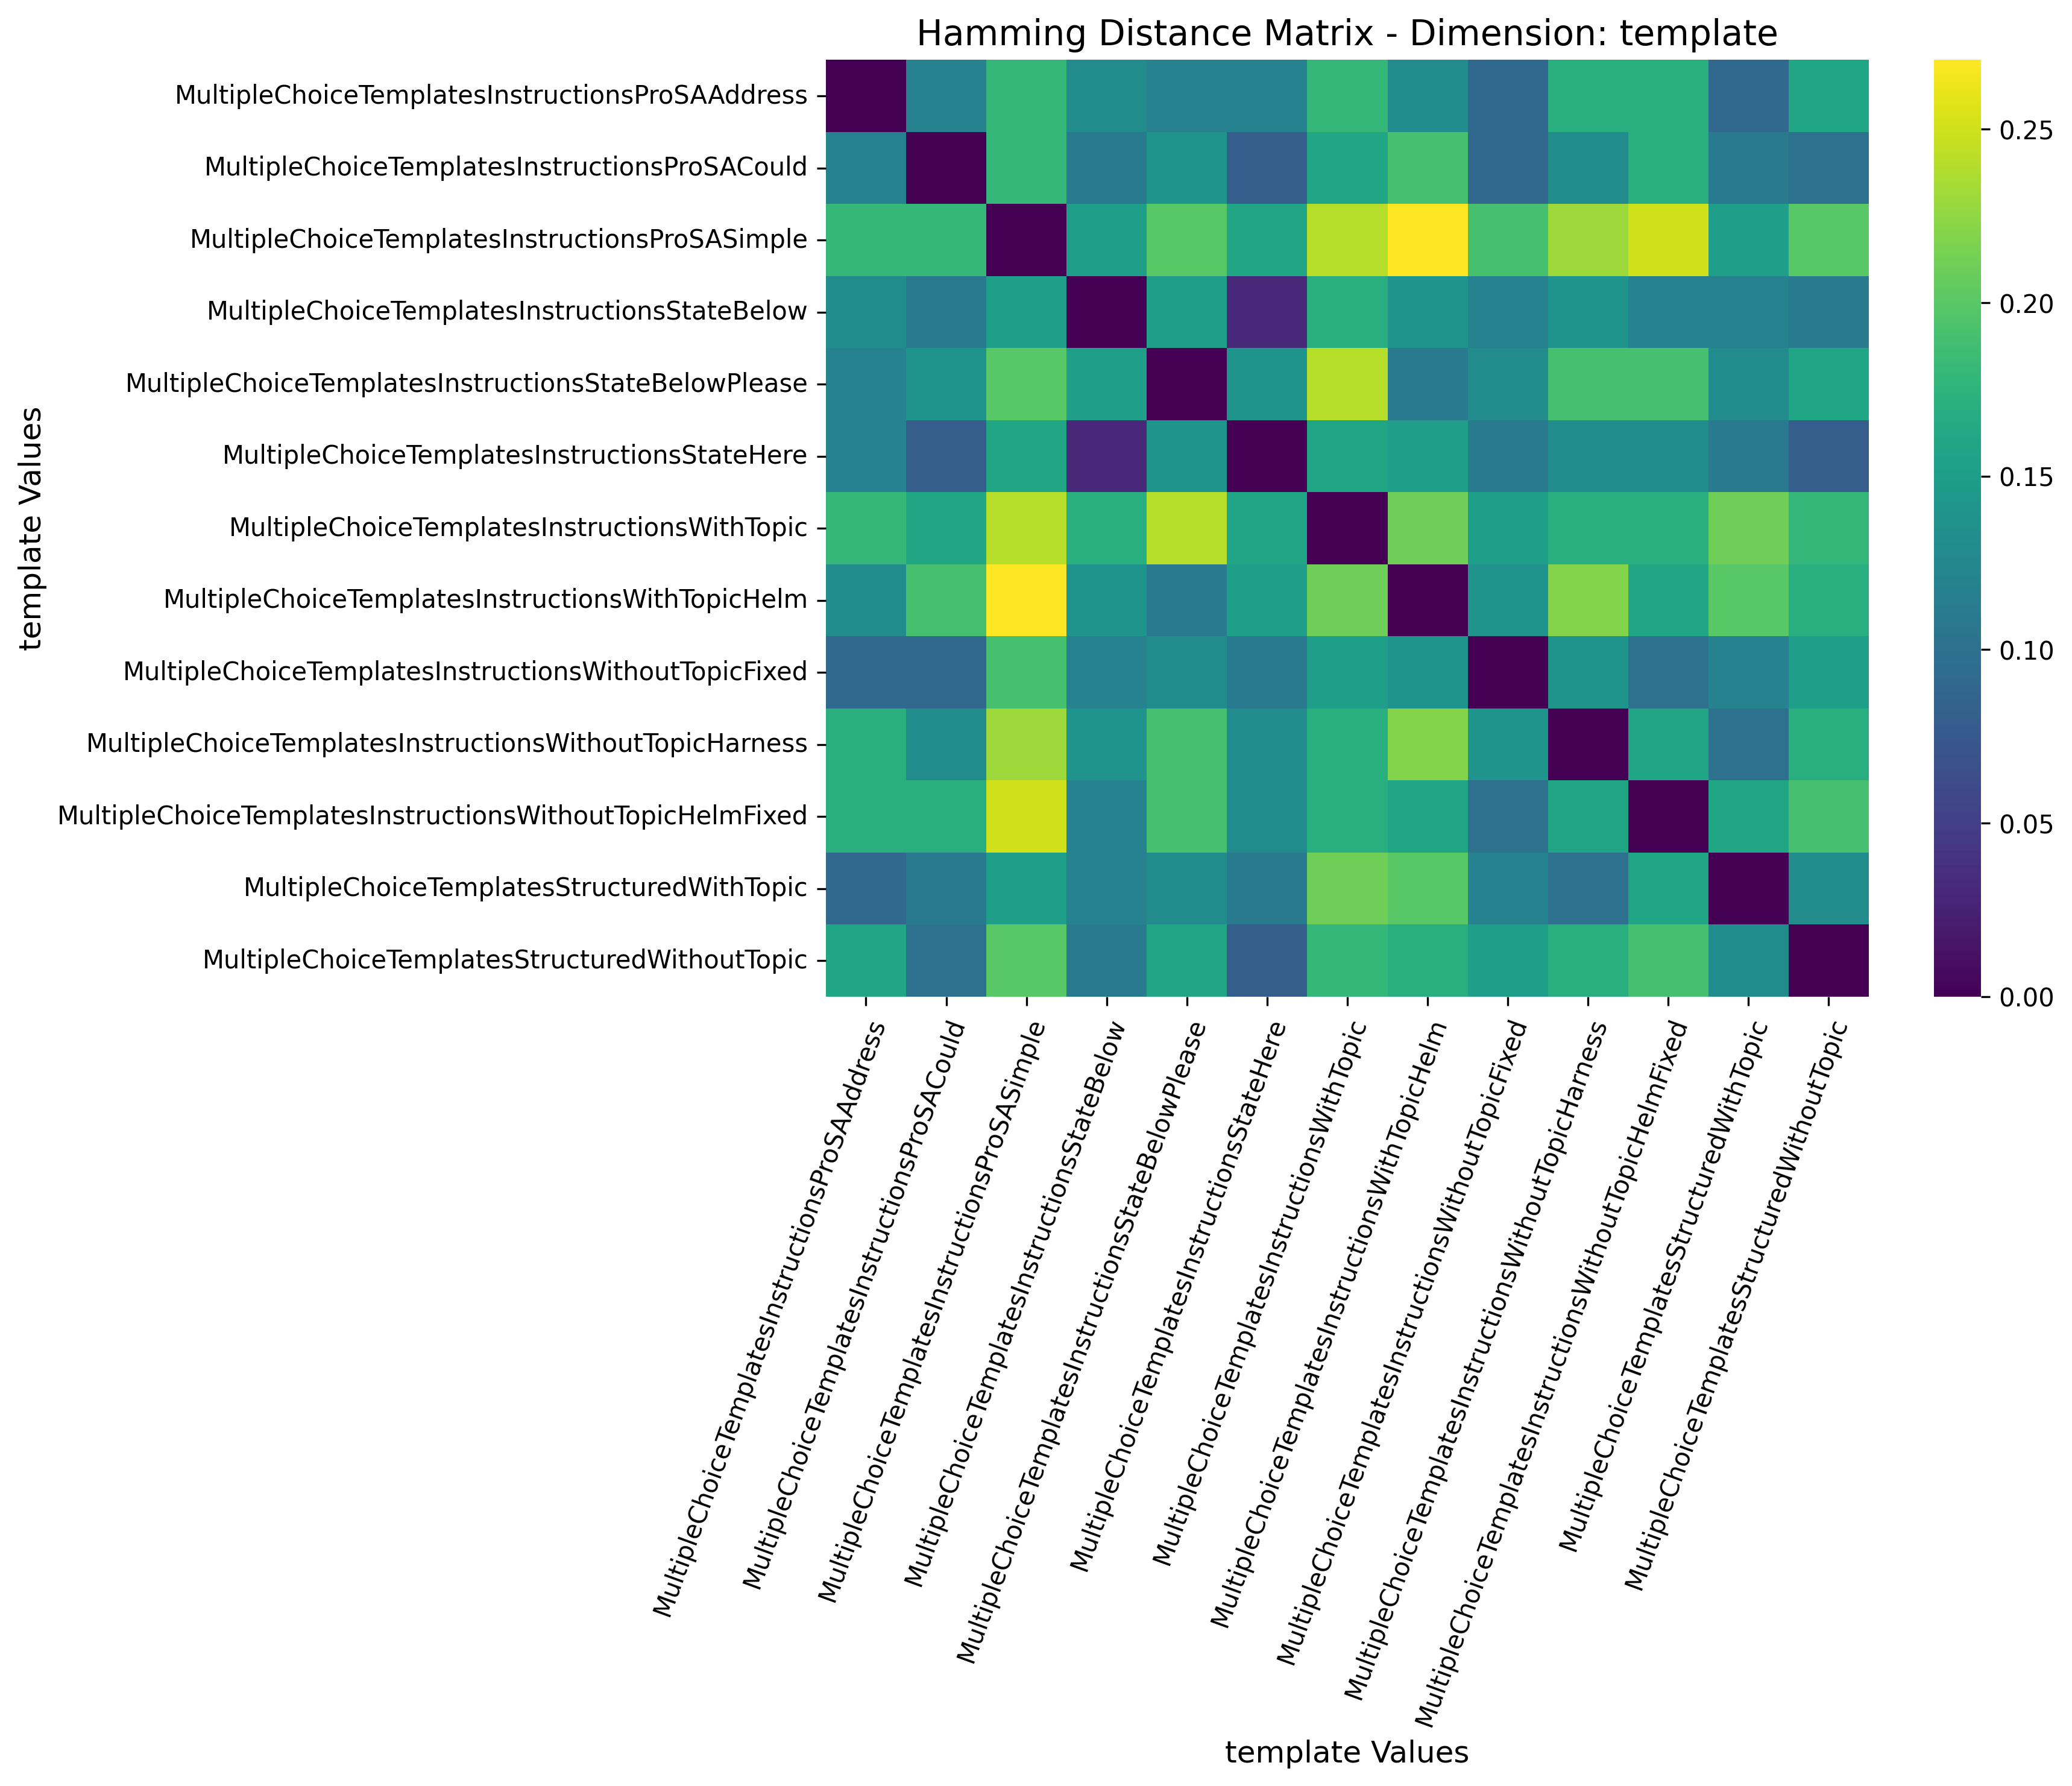 Hamming Distance Matrix - Dimension: template
template Values
MultipleChoiceTemplatesInstructionsProSAAddress
MultipleChoiceTemplatesInstructionsProSACould
MultipleChoiceTemplatesInstructionsProSASimple
MultipleChoiceTemplatesInstructionsStateBelow
MultipleChoiceTemplatesInstructionsStateBelowPlease
MultipleChoiceTemplatesInstructionsStateHere
MultipleChoiceTemplatesInstructionsWithTopic
MultipleChoiceTemplatesInstructionsWithTopicHelm
MultipleChoiceTemplatesInstructionsWithoutTopicFixed
MultipleChoiceTemplatesInstructionsWithoutTopicHarness
MultipleChoiceTemplatesInstructionsWithoutTopicHelmFixed
MultipleChoiceTemplatesStructuredWithTopic
MultipleChoiceTemplatesStructuredWithoutTopic
0.25
0.20
0.15
0.10
0.05
0.00
MultipleChoiceTemplatesInstructionsProSAAddress
MultipleChoiceTemplatesInstructionsProSACould
MultipleChoiceTemplatesInstructionsProSASimple
MultipleChoiceTemplatesInstructionsStateBelow
MultipleChoiceTemplatesInstructionsStateBelowPlease
MultipleChoiceTemplatesInstructionsStateHere
MultipleChoiceTemplatesInstructionsWithTopic
MultipleChoiceTemplatesInstructionsWithTopicHelm
MultipleChoiceTemplatesInstructionsWithoutTopicFixed
MultipleChoiceTemplatesInstructionsWithoutTopicHarness
MultipleChoiceTemplatesInstructionsWithoutTopicHelmFixed
MultipleChoiceTemplatesStructuredWithTopic
MultipleChoiceTemplatesStructuredWithoutTopic
template Values